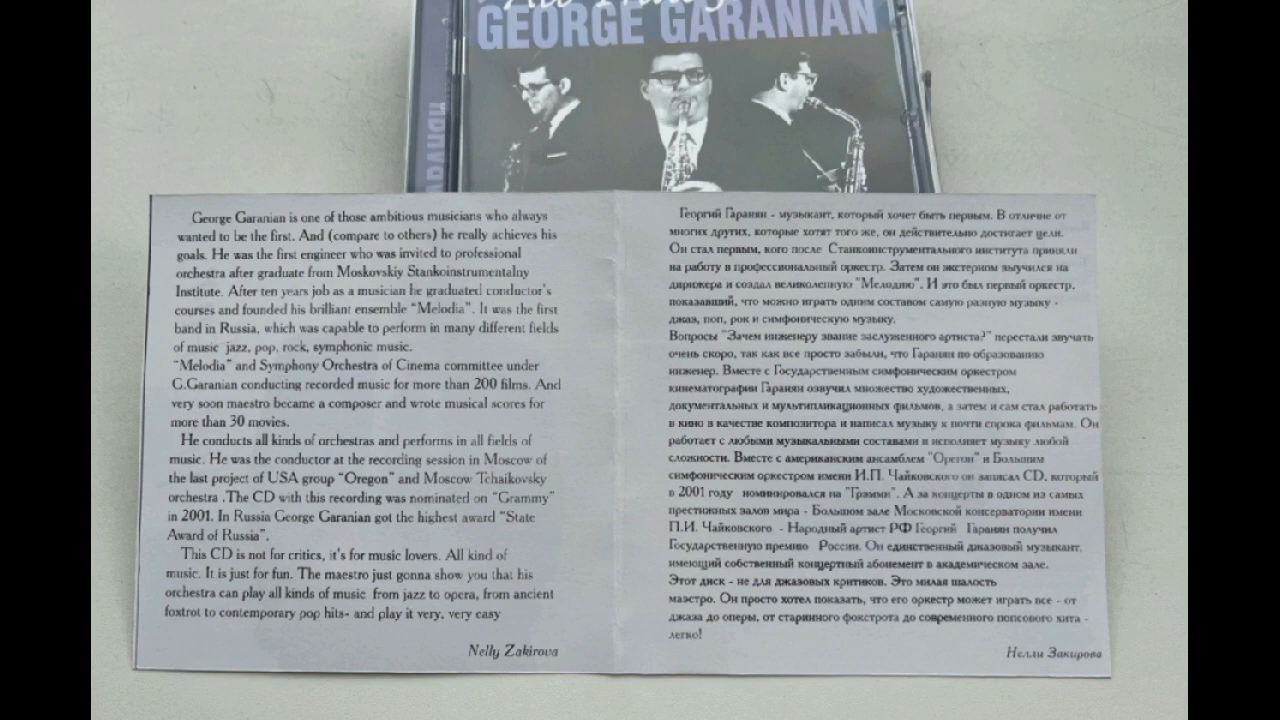 GEORGE GARANIAN
George Garanian is one of those ambitious musicians who always
wanted to be the first. And (compare to others) he really achieves his
goals. He was the first engineer who was invited to professional
orchestra after graduate from Moskovskiy Stankoinstrumentalny
Institute. After ten years job as a musician he graduated conductor's
courses and founded his brilliant ensemble "Melodia". It was the first
band in Russia, which was capable to perform in many different fields
of music jazz, pop, rock, symphonic music.
"Melodia" and Symphony Orchestra of Cinema committee under
G.Garanian conducting recorded music for more than 200 films. And
very soon maestro became a composer and wrote musical scores for
more than 30 movies.
He conducts all kinds of orchestras and performs in all fields of
music. He was the conductor at the recording session in Moscow of
the last project of USA group "Oregon" and Moscow Tchaikovsky
orchestra .The CD with this recording was nominated on "Grammy"
in 2001. In Russia George Garanian got the highest award "State
Award of Russia".
This CD is not for critics, it's for music lovers. All kind of
music. It is just for fun. The maestro just gonna show you that his
orchestra can play all kinds of music from jazz to opera, from ancient
foxtrot to contemporary pop hits- and play it very, very easy
Nelly Zakirova
Георгий Гаранян - музыкант, который хочет быть первым. В отличие от
многих других, которые хотят того же, он действительно достигает цели.
Он стал первым, кого после Станкоинструментального института приняли
на работу в профессиональный оркестр. Затем он экстерном выучился на
дирижера и создал великолепную "Мелодию". И это был первый оркестр,
показавший, что можно играть одним составом самую разную музыку -
джаз, поп, рок и симфоническую музыку.
Вопросы "Зачем инженеру звание заслуженного артиста?" перестали звучать
очень скоро, так как все просто забыли, что Гаранян по образованию
инженер. Вместе с Государственным симфоническим оркестром
кинематографии Гаранян озвучил множество художественных,
документальных и мультипликационных фильмов, а затем и сам стал работать
в кино в качестве композитора и написал музыку к почти сорока фильмам. Он
работает с любыми музыкальными составами и исполняет музыку любой
сложности. Вместе с американским ансамблем "Орегон" и Большим
симфоническим оркестром имени И.П. Чайковского он записал CD, который
в 2001 году номинировался на "Грэмми". А за концерты в одном из самых
престижных залов мира - Большом зале Московской консерватории имени
П.И. Чайковского - Народный артист РФ Георгий Гаранян получил
Государственную премию России. Он единственный джазовый музыкант,
имеющий собственный концертный абонемент в академическом зале.
Этот диск - не для джазовых критиков. Это милая шалость
маэстро. Он просто хотел показать, что его оркестр может играть все - от
джаза до оперы, от старинного фокстрота до современного попсового хита -
легко!
Нелли Закирова